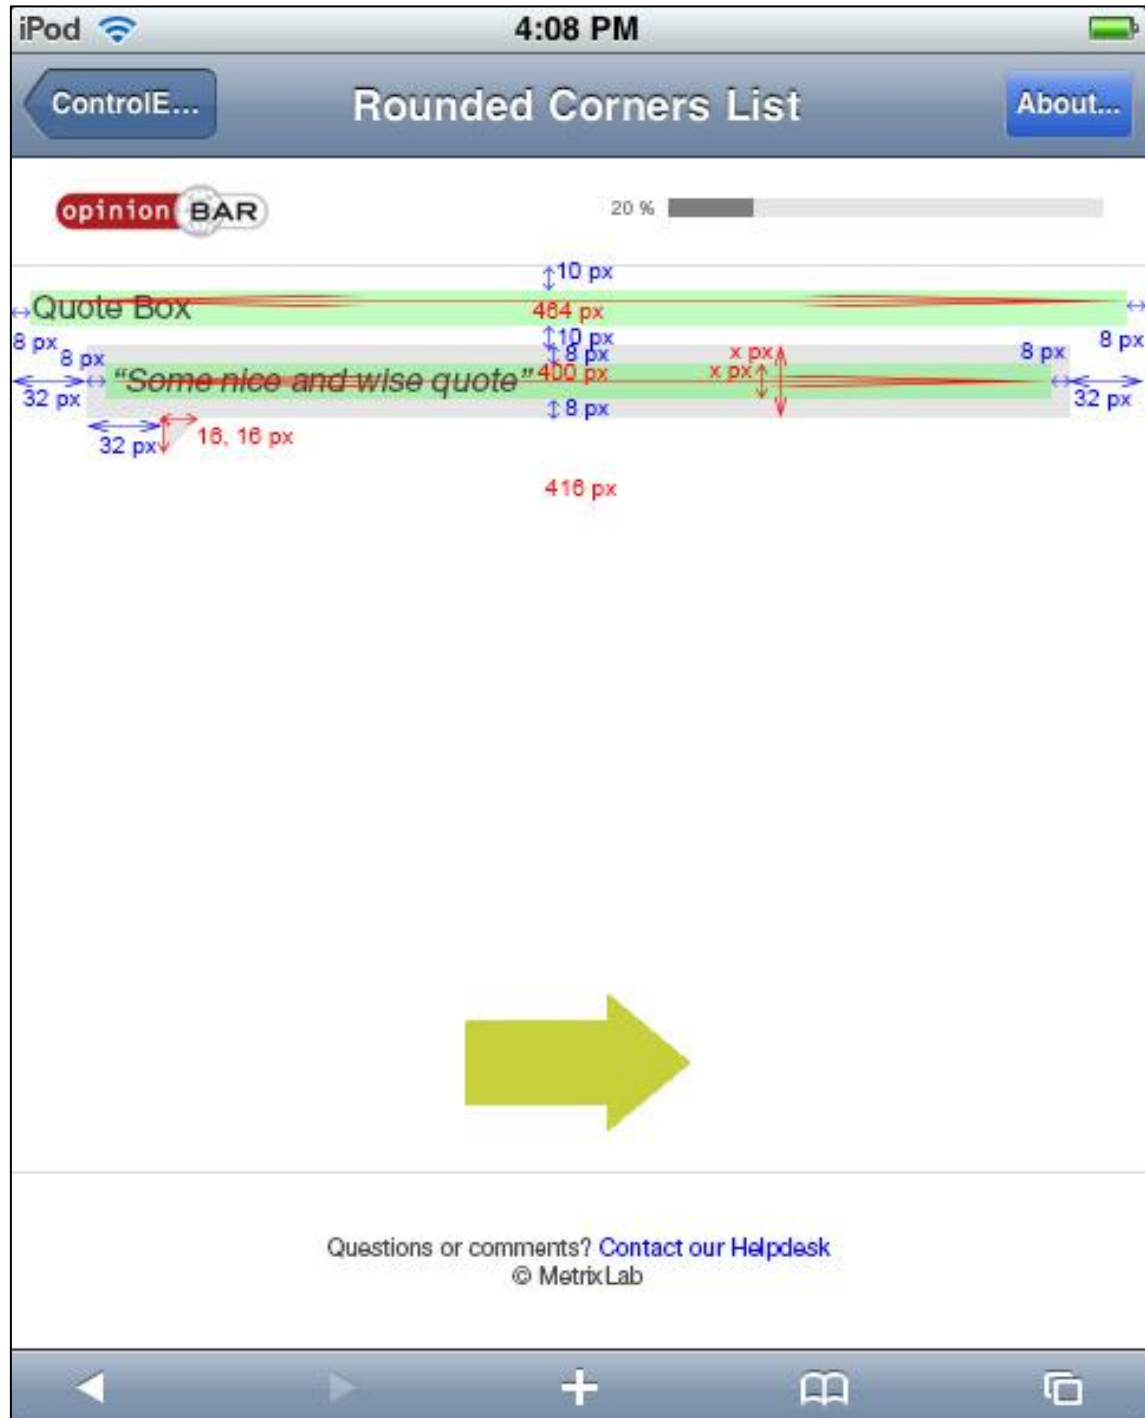 iPod 4:08 PM
ControlE... Rounded Corners List About...
opinion BAR 20 %
10 px
Quote Box 464 px
8 px 10 px 8 px
8 px 8 px x px 8 px
"Some nice and wise quote" 400 px x px
32 px 8 px 32 px
32 px 16, 16 px
416 px
Questions or comments? Contact our Helpdesk
© MetrixLab